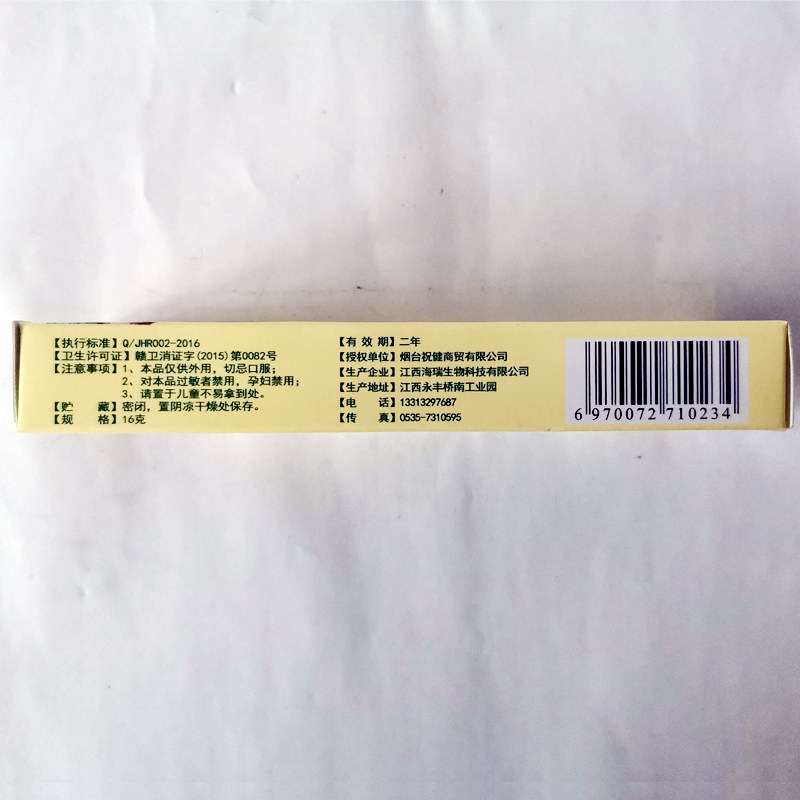 【执行标准】Q/JHR002-2016
【卫生许可证】赣卫消证字(2015)第0082号
【注意事项】1、本品仅供外用，切忌口服；
2、对本品过敏者禁用，孕妇禁用；
3、请置于儿童不易拿到处。
【贮 藏】密闭，置阴凉干燥处保存。
【规 格】16克
【有 效 期】二年
【授权单位】烟台祝健商贸有限公司
【生产企业】江西海瑞生物科技有限公司
【生产地址】江西永丰桥南工业园
【电 话】13313297687
【传 真】0535-7310595
6 970072 710234